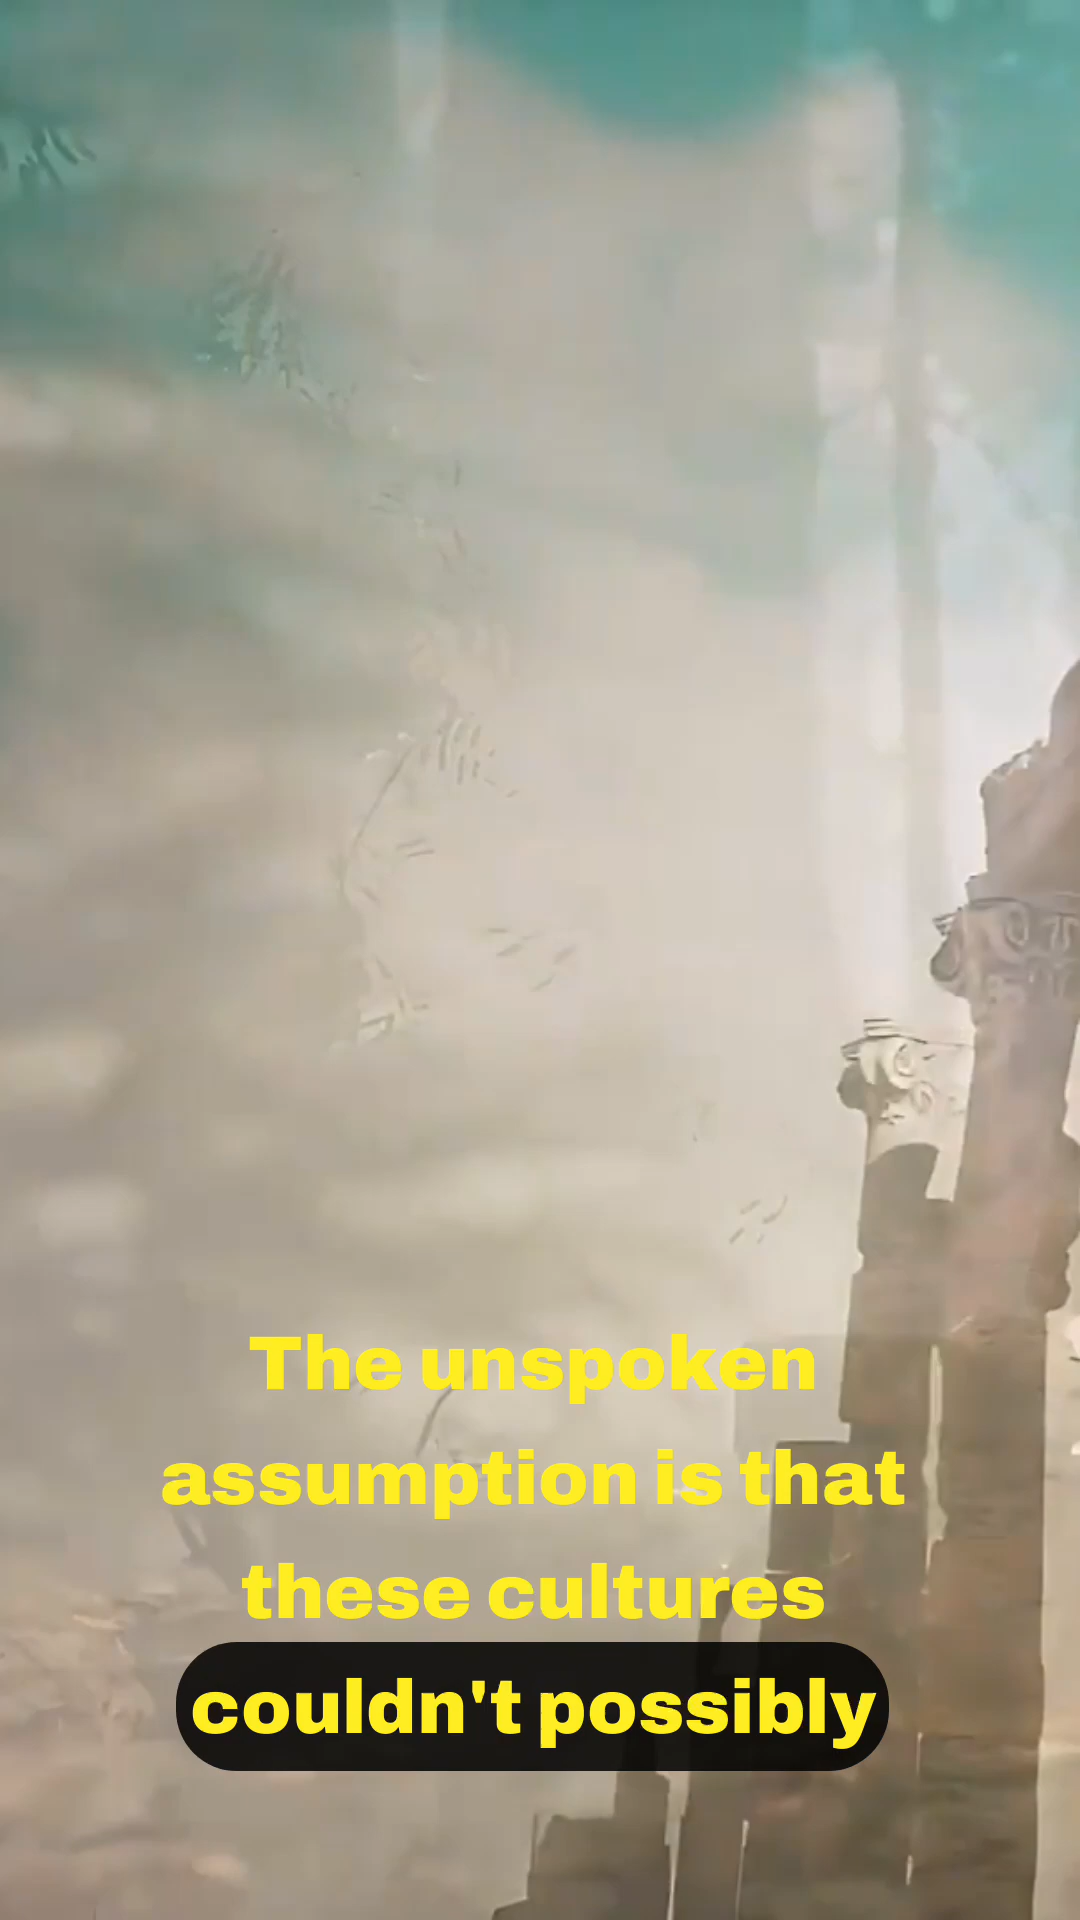 The unspoken
assumption is that
these cultures
couldn't possibly